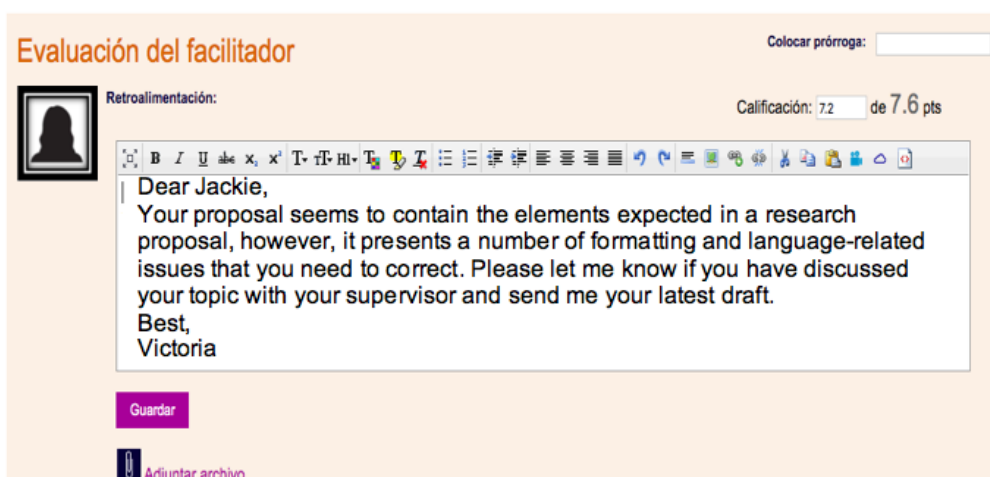 Evaluación del facilitador
Colocar prórroga:
Retroalimentación:
Calificación: 7.2 de 7.6 pts
Dear Jackie,
Your proposal seems to contain the elements expected in a research
proposal, however, it presents a number of formatting and language-related
issues that you need to correct. Please let me know if you have discussed
your topic with your supervisor and send me your latest draft.
Best,
Victoria
Guardar
Adjuntar archivo